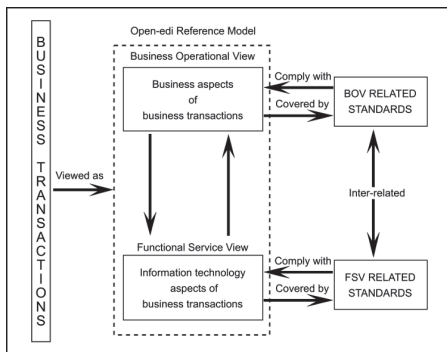 Open-edi Reference Model
BUSINESS TRANSACTIONS
Viewed as
Business Operational View
Business aspects
of
business transactions
Comply with
Covered by
BOV RELATED
STANDARDS
Inter-related
Functional Service View
Information technology
aspects of
business transactions
Comply with
Covered by
FSV RELATED
STANDARDS